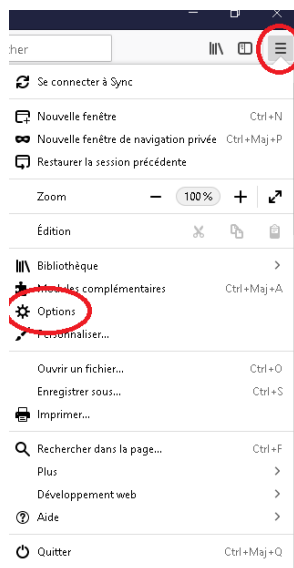 cher
Se connecter à Sync
Nouvelle fenêtre Ctrl+N
Nouvelle fenêtre de navigation privée Ctrl+Maj+P
Restaurer la session précédente
Zoom 100 %
Édition
Bibliothèque
Modules complémentaires Ctrl+Maj+A
Options
Personnaliser...
Ouvrir un fichier... Ctrl+O
Enregistrer sous... Ctrl+S
Imprimer...
Rechercher dans la page... Ctrl+F
Plus
Développement web
Aide
Quitter Ctrl+Maj+Q